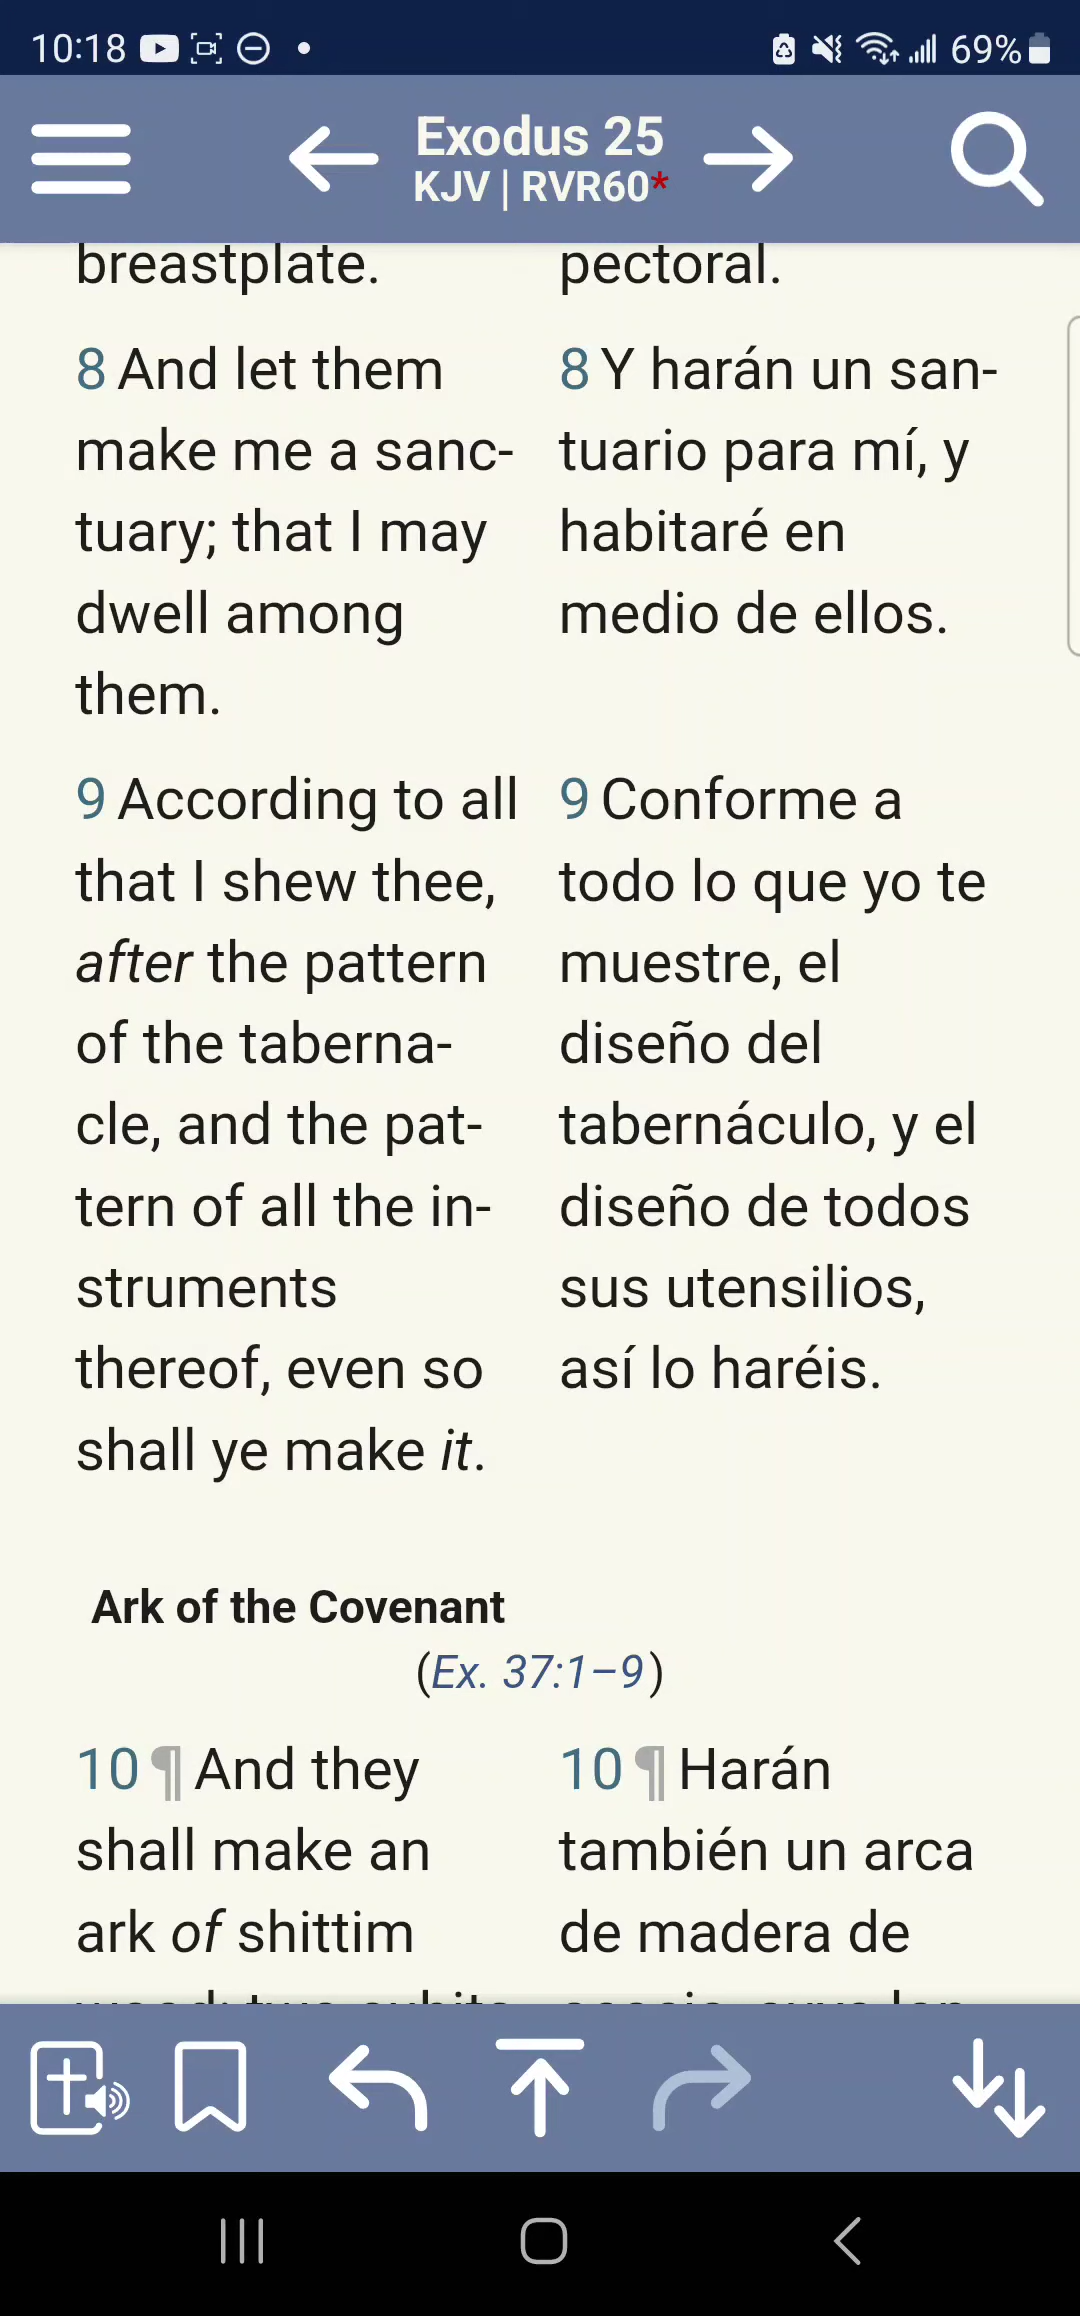 10:18
69%
Exodus 25
KJV | RVR60*
breastplate.
8 And let them
make me a sanc-
tuary; that I may
dwell among
them.
9 According to all
that I shew thee,
after the pattern
of the taberna-
cle, and the pat-
tern of all the in-
struments
thereof, even so
shall ye make it.
pectoral.
8 Y harán un san-
tuario para mí, y
habitaré en
medio de ellos.
9 Conforme a
todo lo que yo te
muestre, el
diseño del
tabernáculo, y el
diseño de todos
sus utensilios,
así lo haréis.
Ark of the Covenant
(Ex. 37:1–9)
10 ¶ And they
shall make an
ark of shittim
10 ¶ Harán
también un arca
de madera de